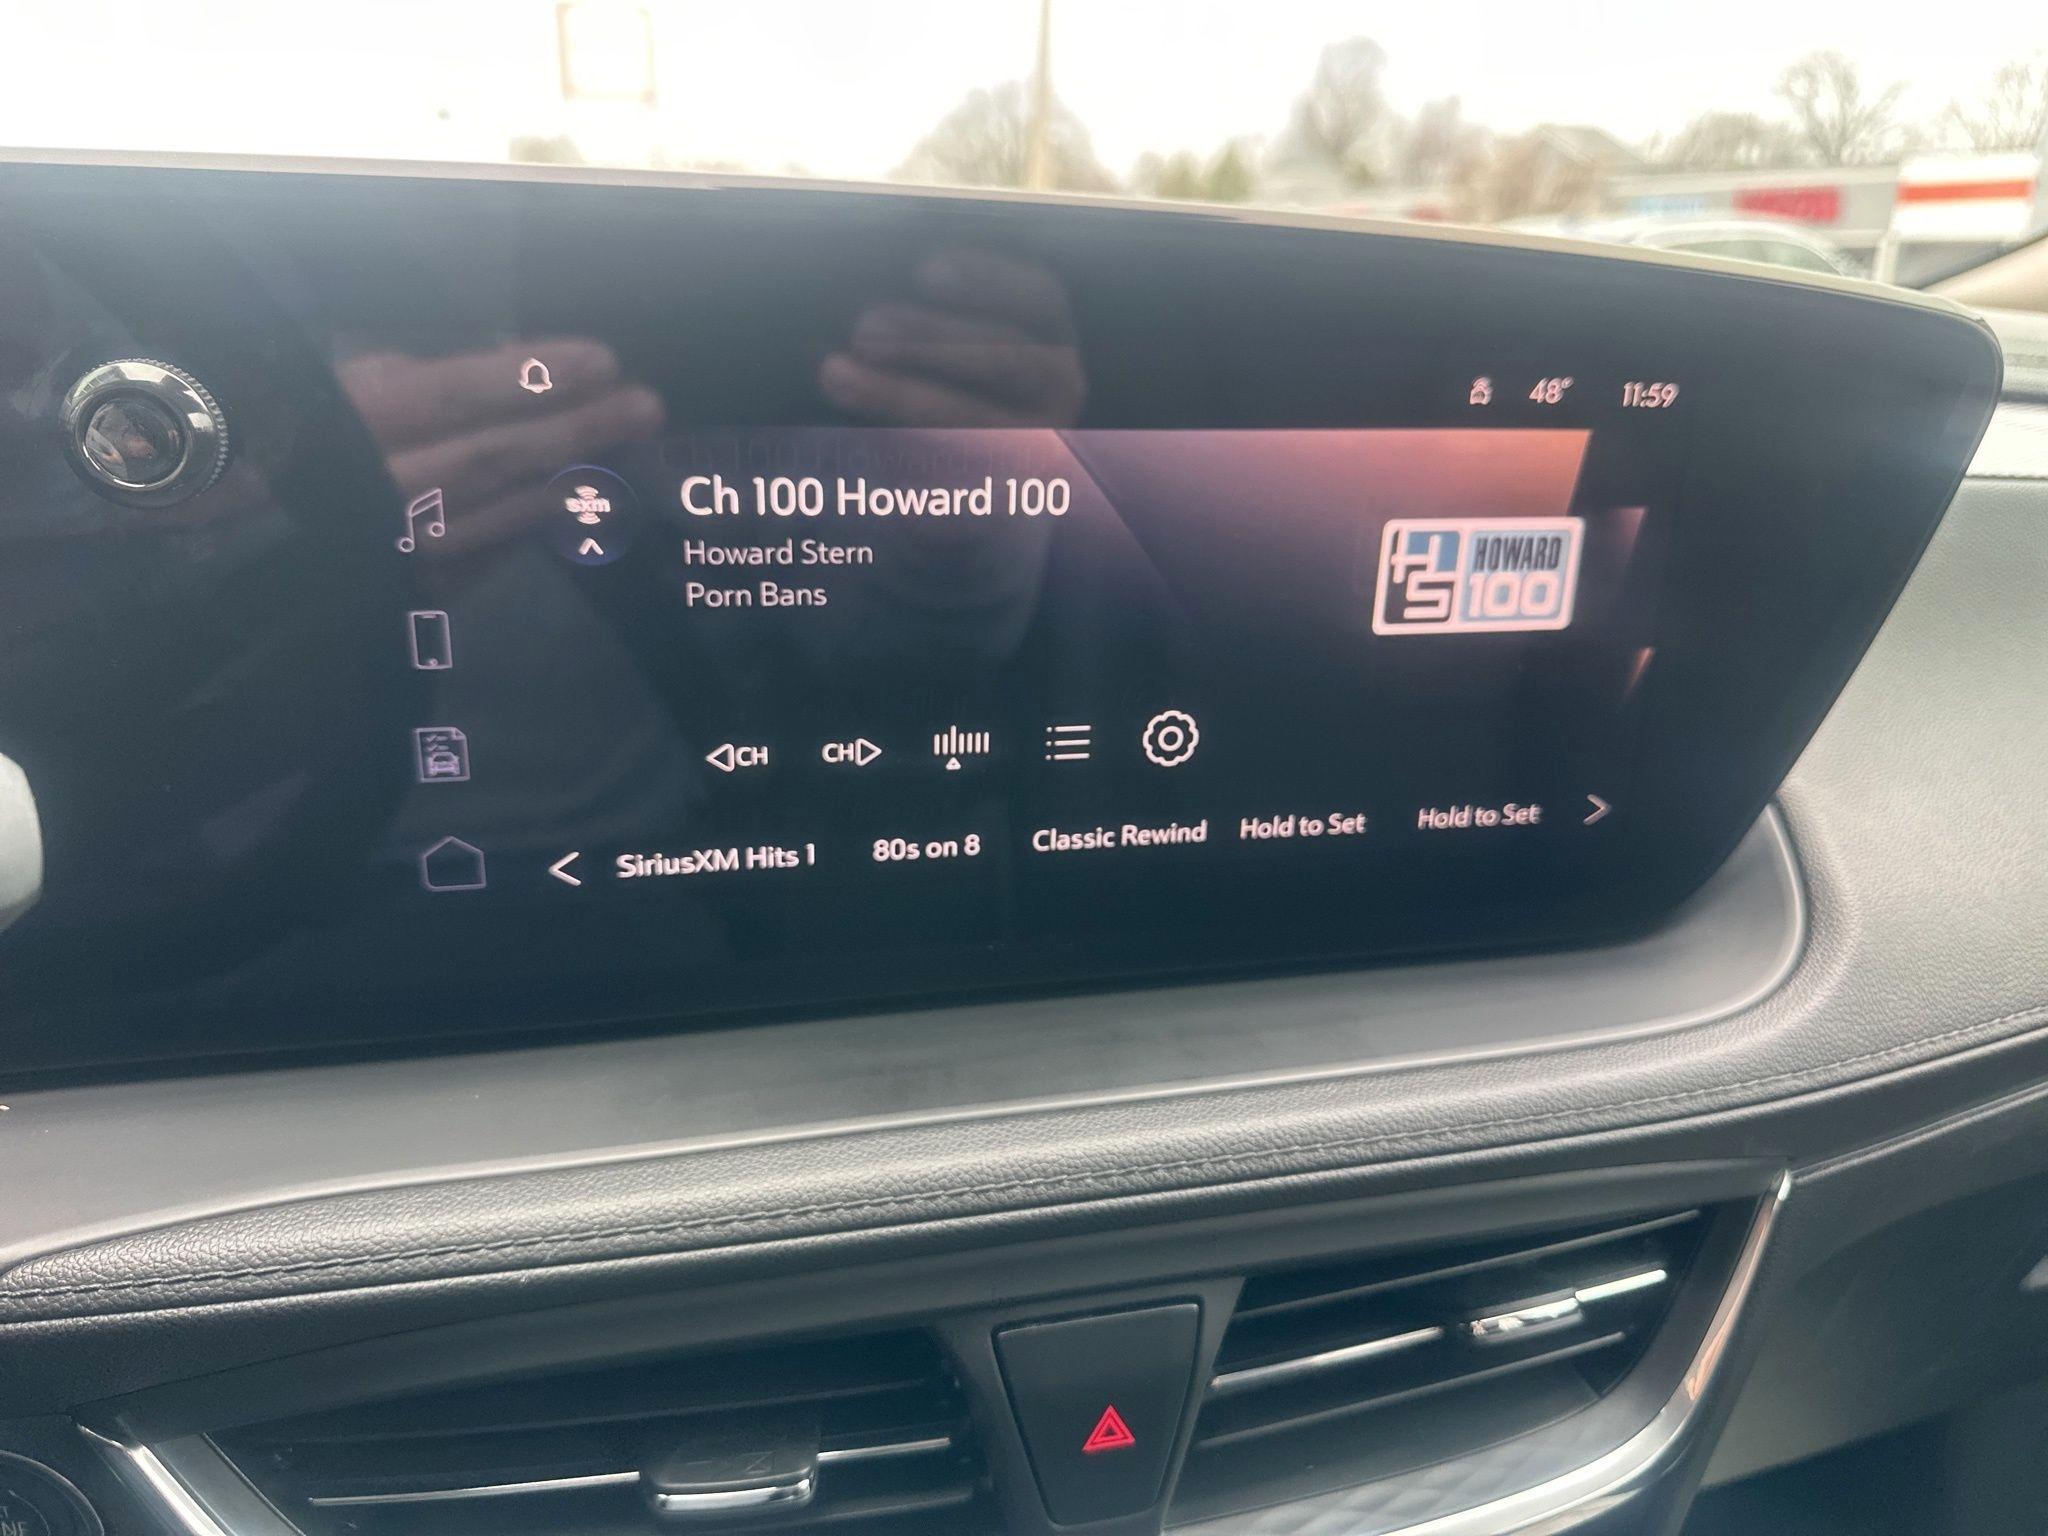 48° 11:59
sxm
Ch 100 Howard 100
Howard Stern
Porn Bans
HS HOWARD
100
CH CH
SiriusXM Hits 1 80s on 8 Classic Rewind Hold to Set Hold to Set